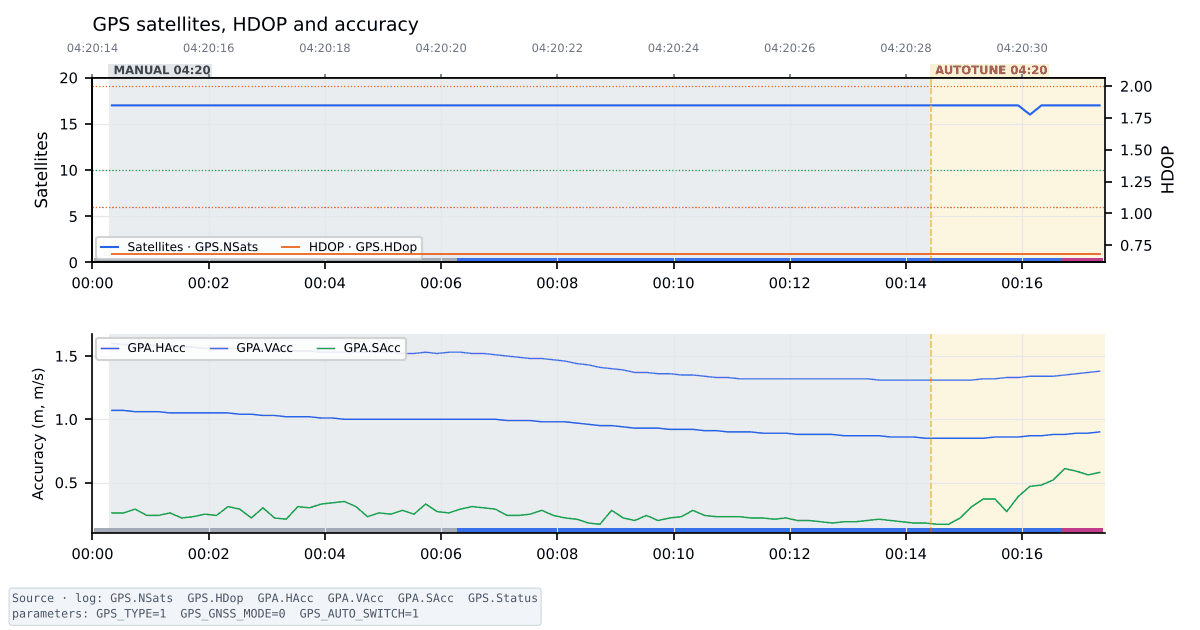 GPS satellites, HDOP and accuracy
04:20:14 04:20:16 04:20:18 04:20:20 04:20:22 04:20:24 04:20:26 04:20:28 04:20:30
MANUAL 04:20 AUTOTUNE 04:20
20 2.00
1.75
15
1.50
Satellites
HDOP
10
1.25
5
1.00
Satellites · GPS.NSats HDOP · GPS.HDop
0.75
0
00:00 00:02 00:04 00:06 00:08 00:10 00:12 00:14 00:16
GPA.HAcc GPA.VAcc GPA.SAcc
1.5
Accuracy (m, m/s)
1.0
0.5
00:00 00:02 00:04 00:06 00:08 00:10 00:12 00:14 00:16
Source · log: GPS.NSats GPS.HDop GPA.HAcc GPA.VAcc GPA.SAcc GPS.Status
parameters: GPS_TYPE=1 GPS_GNSS_MODE=0 GPS_AUTO_SWITCH=1